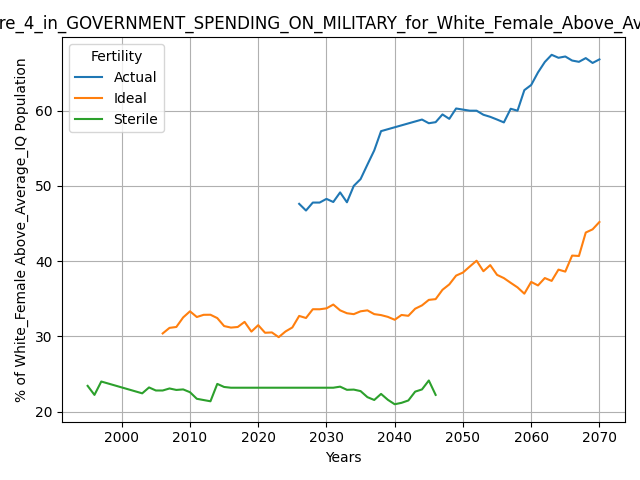 re_4_in_GOVERNMENT_SPENDING_ON_MILITARY_for_White_Female_Above_Av
Fertility
Actual
Ideal
Sterile
% of White_Female Above_Average_IQ Population
60
50
40
30
20
2000 2010 2020 2030 2040 2050 2060 2070
Years